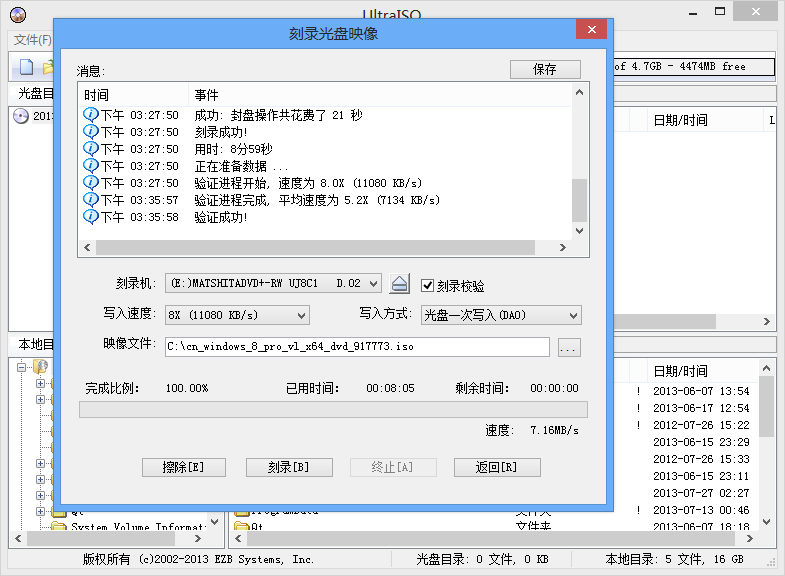 UltraISO
刻录光盘映像
文件(F)
消息:
保存
of 4.7GB - 4474MB free
光盘目
时间 事件
日期/时间
201
下午 03:27:50 成功: 封盘操作共花费了 21 秒
下午 03:27:50 刻录成功!
下午 03:27:50 用时: 8分59秒
下午 03:27:50 正在准备数据 ...
下午 03:27:50 验证进程开始, 速度为 8.0X (11080 KB/s)
下午 03:35:57 验证进程完成, 平均速度为 5.2X (7134 KB/s)
下午 03:35:58 验证成功!
刻录机: (E:)MATSHITADVD+-RW UJ8C1 D.02 刻录校验
写入速度: 8X (11080 KB/s) 写入方式: 光盘一次写入(DAO)
映像文件: C:\cn_windows_8_pro_vl_x64_dvd_917773.iso ...
本地目
日期/时间
完成比例: 100.00% 已用时间: 00:08:05 剩余时间: 00:00:00
速度: 7.16MB/s
擦除[E] 刻录[B] 终止[A] 返回[R]
! 2013-06-07 13:54
! 2013-06-17 12:54
! 2012-07-26 15:22
2013-06-15 23:29
2012-07-26 15:33
2013-06-15 23:11
2013-07-27 02:27
! 2013-07-13 00:46
2013-06-07 18:18
Qt
System Volume Informat
ProgramData 文件夹
Qt 文件夹
版权所有 (c)2002-2013 EZB Systems, Inc. 光盘目录: 0 文件, 0 KB 本地目录: 5 文件, 16 GB